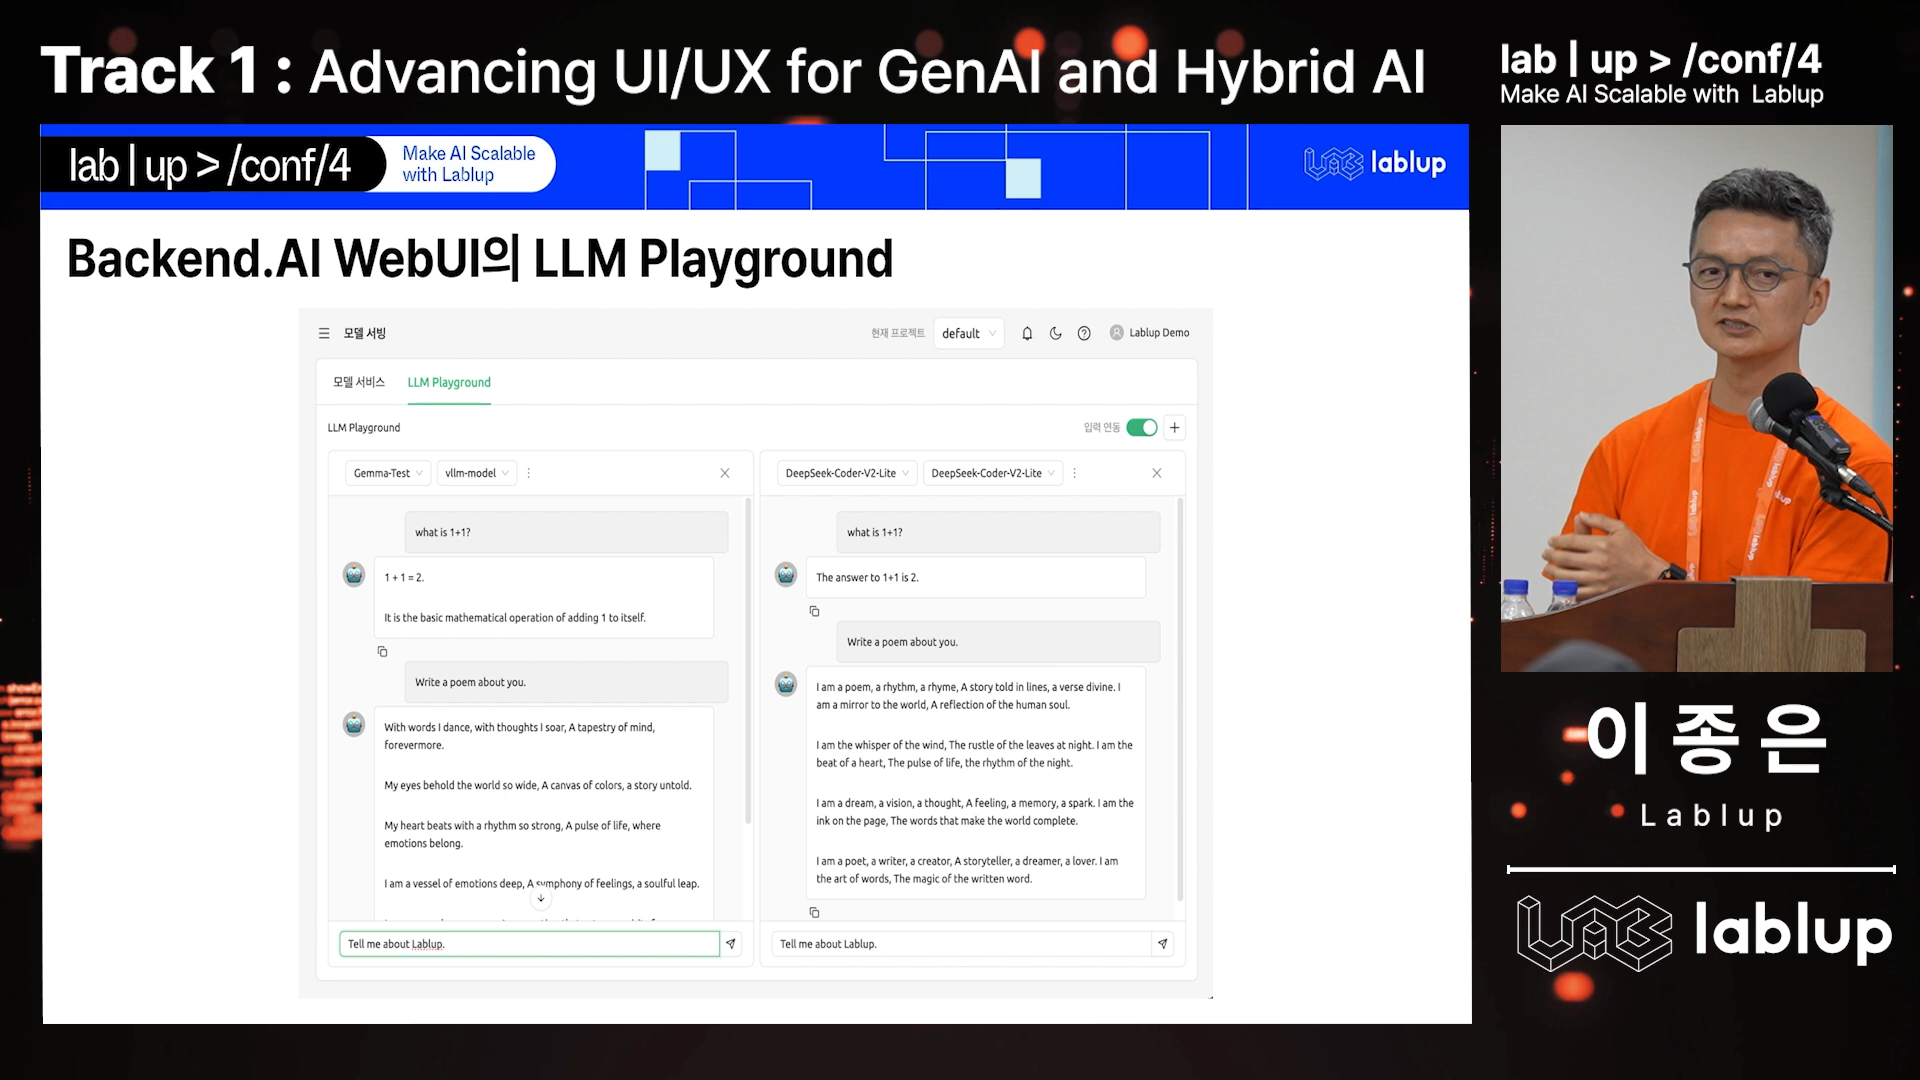 Track 1 : Advancing UI/UX for GenAI and Hybrid AI
lab | up > /conf/4
Make AI Scalable with Lablup
lab | up > /conf/4
Make AI Scalable
with Lablup
lablup
Backend.AI WebUI의 LLM Playground
모델 서빙
현재 프로젝트
default
Lablup Demo
모델 서비스
LLM Playground
LLM Playground
입력 연동
Gemma-Test
vllm-model
what is 1+1?
1 + 1 = 2.
It is the basic mathematical operation of adding 1 to itself.
Write a poem about you.
With words I dance, with thoughts I soar, A tapestry of mind,
forevermore.
My eyes behold the world so wide, A canvas of colors, a story untold.
My heart beats with a rhythm so strong, A pulse of life, where
emotions belong.
I am a vessel of emotions deep, A symphony of feelings, a soulful leap.
Tell me about Lablup.
DeepSeek-Coder-V2-Lite
DeepSeek-Coder-V2-Lite
what is 1+1?
The answer to 1+1 is 2.
Write a poem about you.
I am a poem, a rhythm, a rhyme, A story told in lines, a verse divine. I
am a mirror to the world, A reflection of the human soul.
I am the whisper of the wind, The rustle of the leaves at night. I am the
beat of a heart, The pulse of life, the rhythm of the night.
I am a dream, a vision, a thought, A feeling, a memory, a spark. I am the
ink on the page, The words that make the world complete.
I am a poet, a writer, a creator, A storyteller, a dreamer, a lover. I am
the art of words, The magic of the written word.
Tell me about Lablup.
이종은
Lablup
lablup